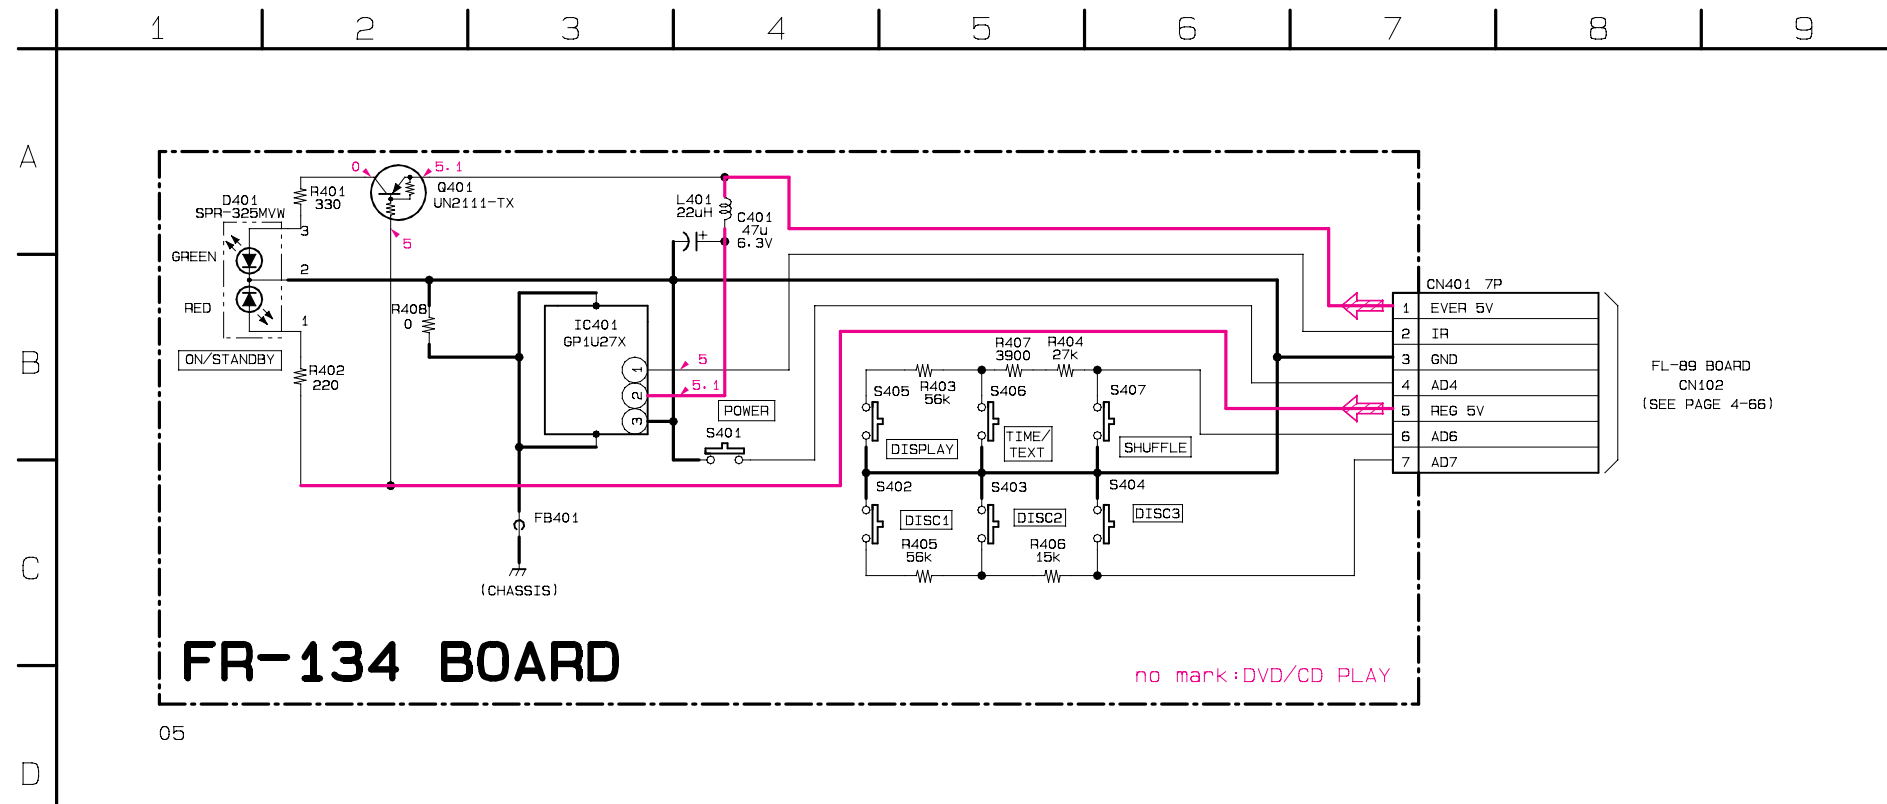 1 2 3 4 5 6 7 8 9
A
B
C
D
0
5.1
Q401
UN2111-TX
5
R401
330
D401
SPR-325MVW
3
GREEN
2
RED
1
ON/STANDBY
R402
220
R408
0
L401
22uH
C401
47u
6.3V
+
IC401
GP1U27X
1
2
3
5
5.1
POWER
S401
FB401
(CHASSIS)
S405
R403
56k
R407
3900
R404
27k
S406
S407
DISPLAY
TIME/
TEXT
SHUFFLE
S402
S403
S404
DISC1
DISC2
DISC3
R405
56k
R406
15k
CN401 7P
1 EVER 5V
2 IR
3 GND
4 AD4
5 REG 5V
6 AD6
7 AD7
FL-89 BOARD
CN102
(SEE PAGE 4-66)
FR-134 BOARD
no mark:DVD/CD PLAY
05